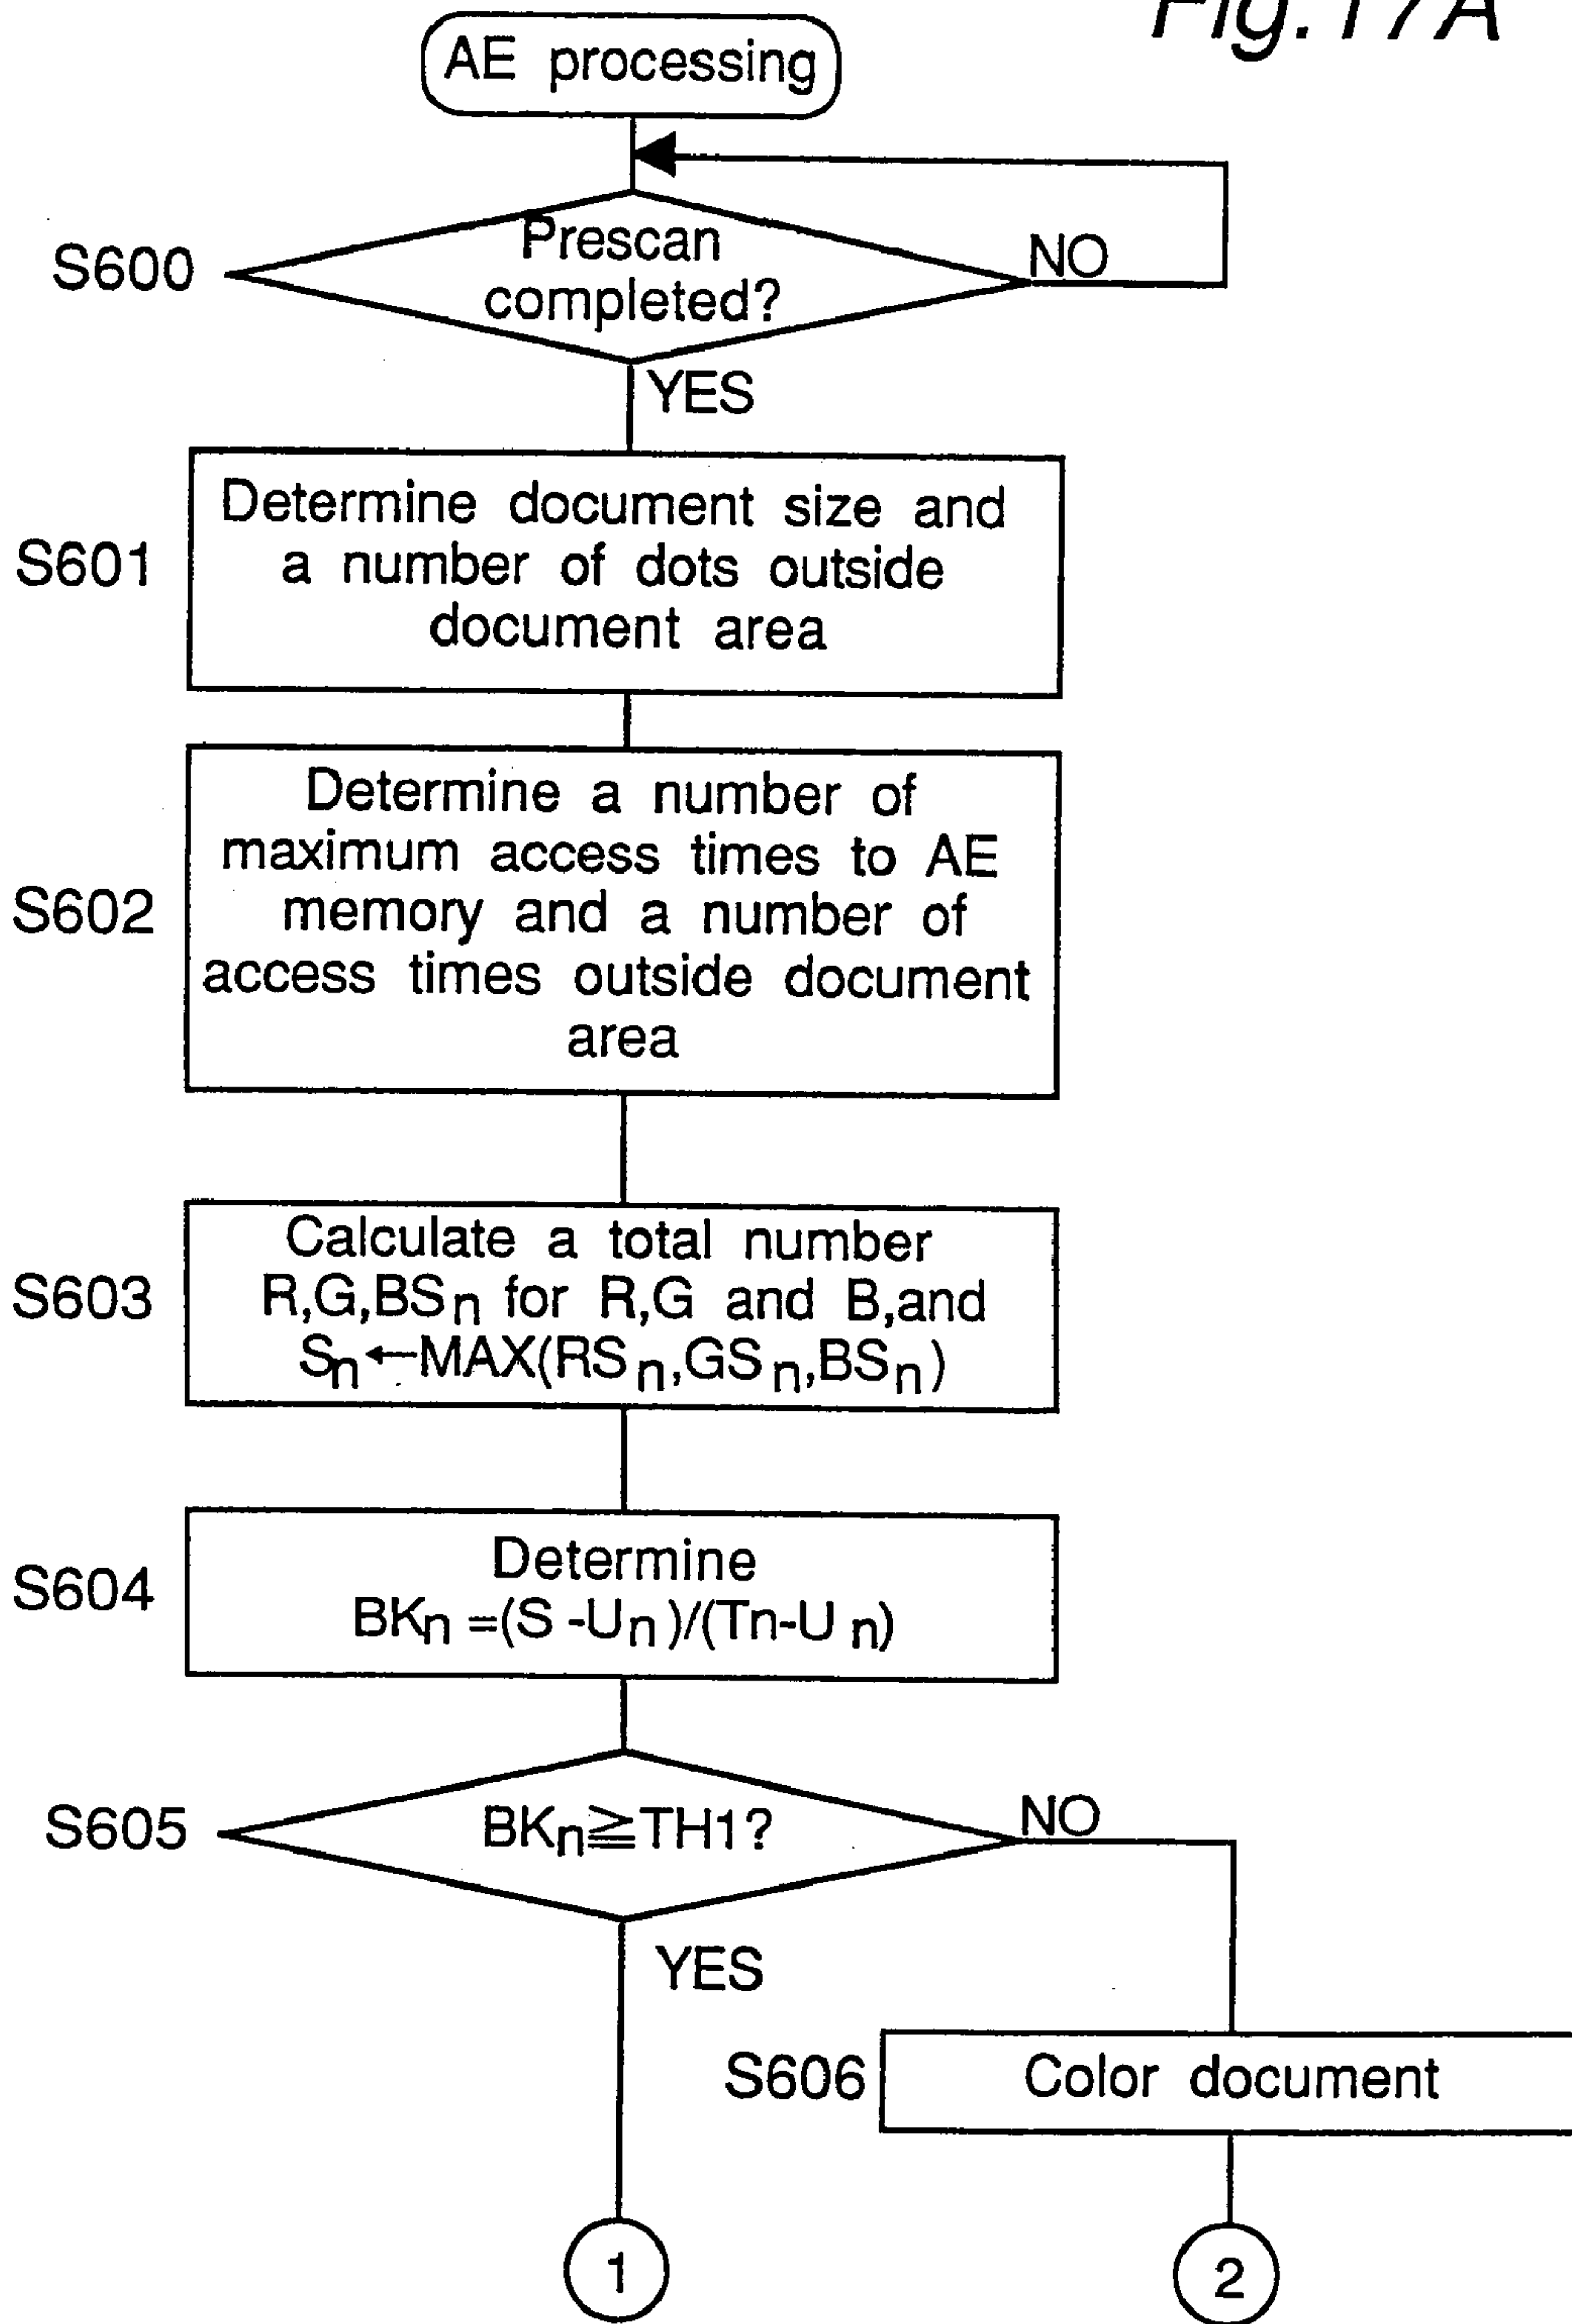 Fig.17A
AE processing
S600
Prescan
completed?
NO
YES
S601
Determine document size and
a number of dots outside
document area
S602
Determine a number of
maximum access times to AE
memory and a number of
access times outside document
area
S603
Calculate a total number
R,G,BSn for R,G and B,and
Sn←MAX(RSn,GSn,BSn)
S604
Determine
BKn=(S-Un)/(Tn-Un)
S605
BKn≧TH1?
NO
YES
S606
Color document
1
2